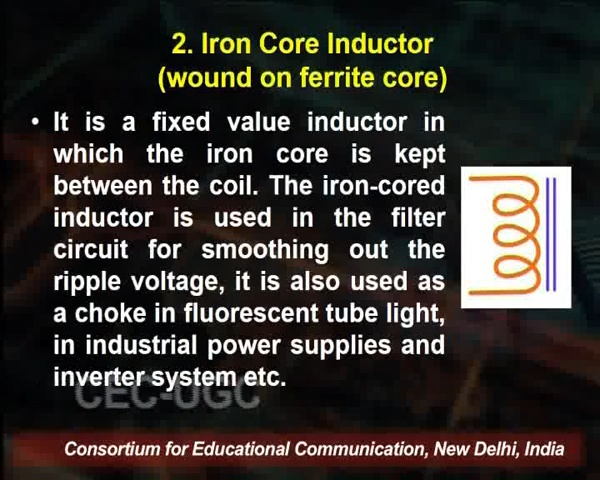 2. Iron Core Inductor
(wound on ferrite core)
• It is a fixed value inductor in
which the iron core is kept
between the coil. The iron-cored
inductor is used in the filter
circuit for smoothing out the
ripple voltage, it is also used as
a choke in fluorescent tube light,
in industrial power supplies and
inverter system etc.
CEC-UGC
Consortium for Educational Communication, New Delhi, India